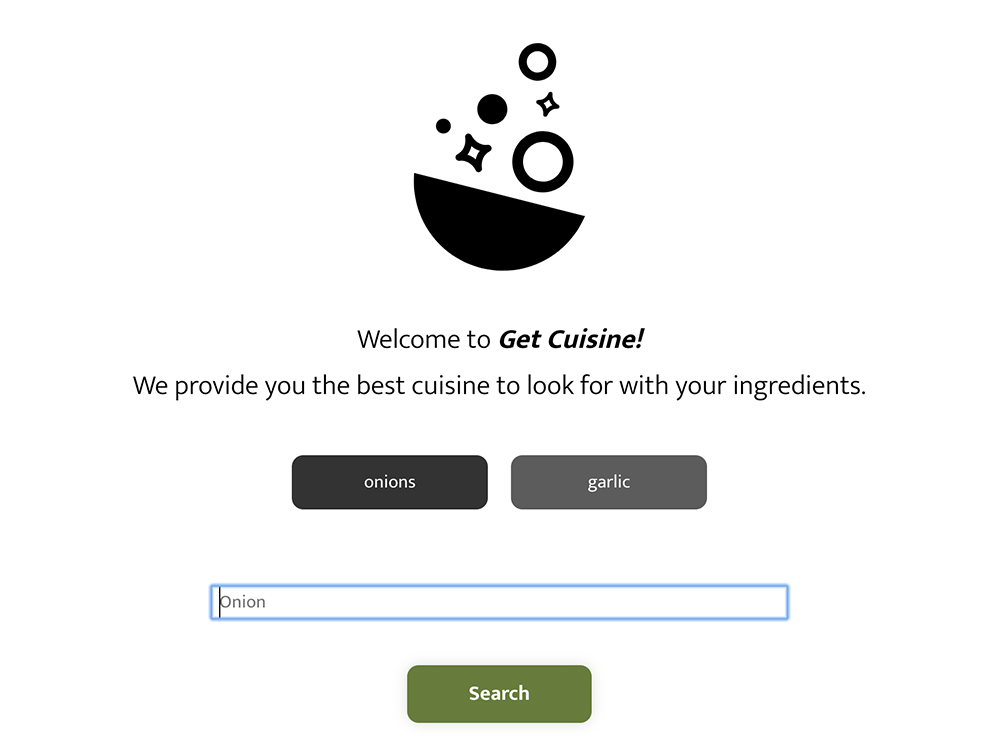 Welcome to Get Cuisine!
We provide you the best cuisine to look for with your ingredients.
onions garlic
Onion
Search